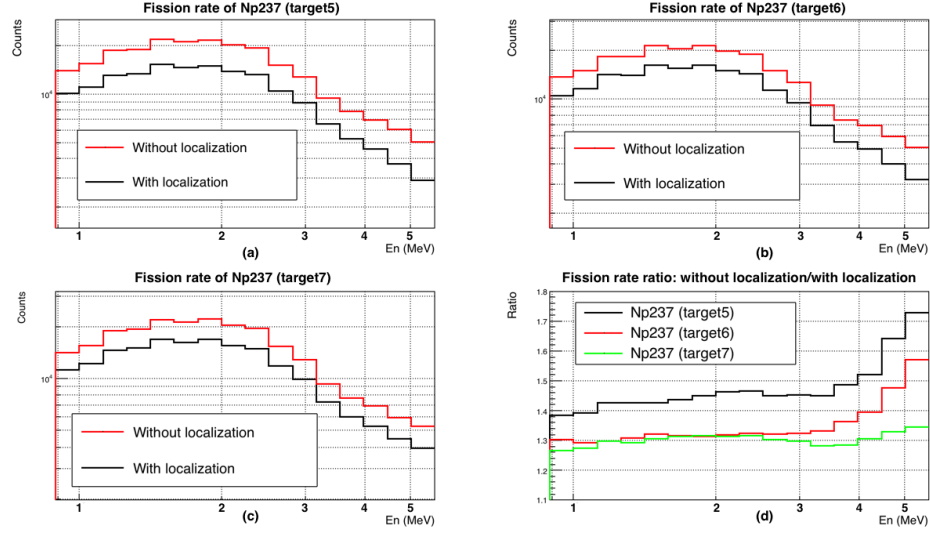 Fission rate of Np237 (target5)
Counts
10⁴
Without localization
With localization
1 2 3 4 5
En (MeV)
(a)
Fission rate of Np237 (target6)
Counts
10⁴
Without localization
With localization
1 2 3 4 5
En (MeV)
(b)
Fission rate of Np237 (target7)
Counts
10⁴
Without localization
With localization
1 2 3 4 5
En (MeV)
(c)
Fission rate ratio: without localization/with localization
Ratio
1.8
1.7
1.6
1.5
1.4
1.3
1.2
1.1
Np237 (target5)
Np237 (target6)
Np237 (target7)
1 2 3 4 5
En (MeV)
(d)